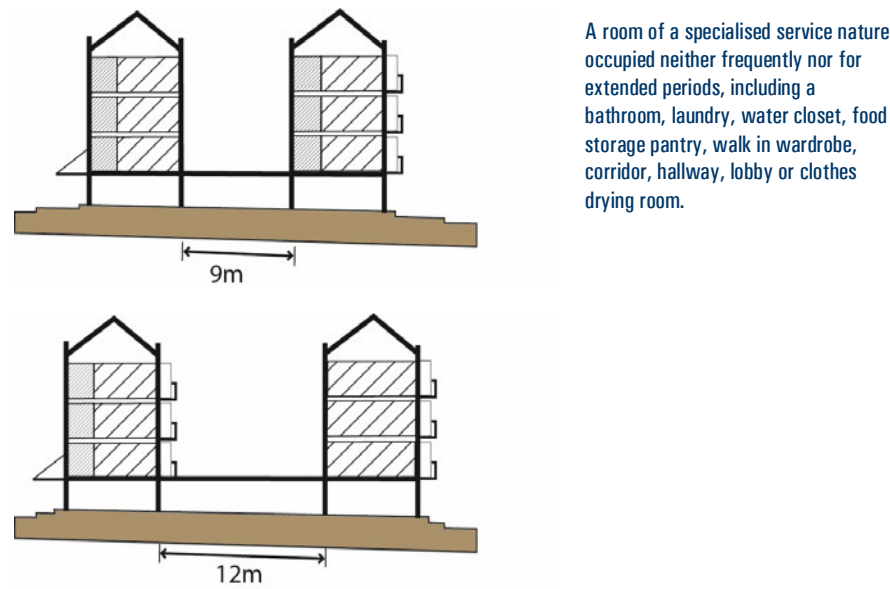 A room of a specialised service nature
occupied neither frequently nor for
extended periods, including a
bathroom, laundry, water closet, food
storage pantry, walk in wardrobe,
corridor, hallway, lobby or clothes
drying room.
9m
12m